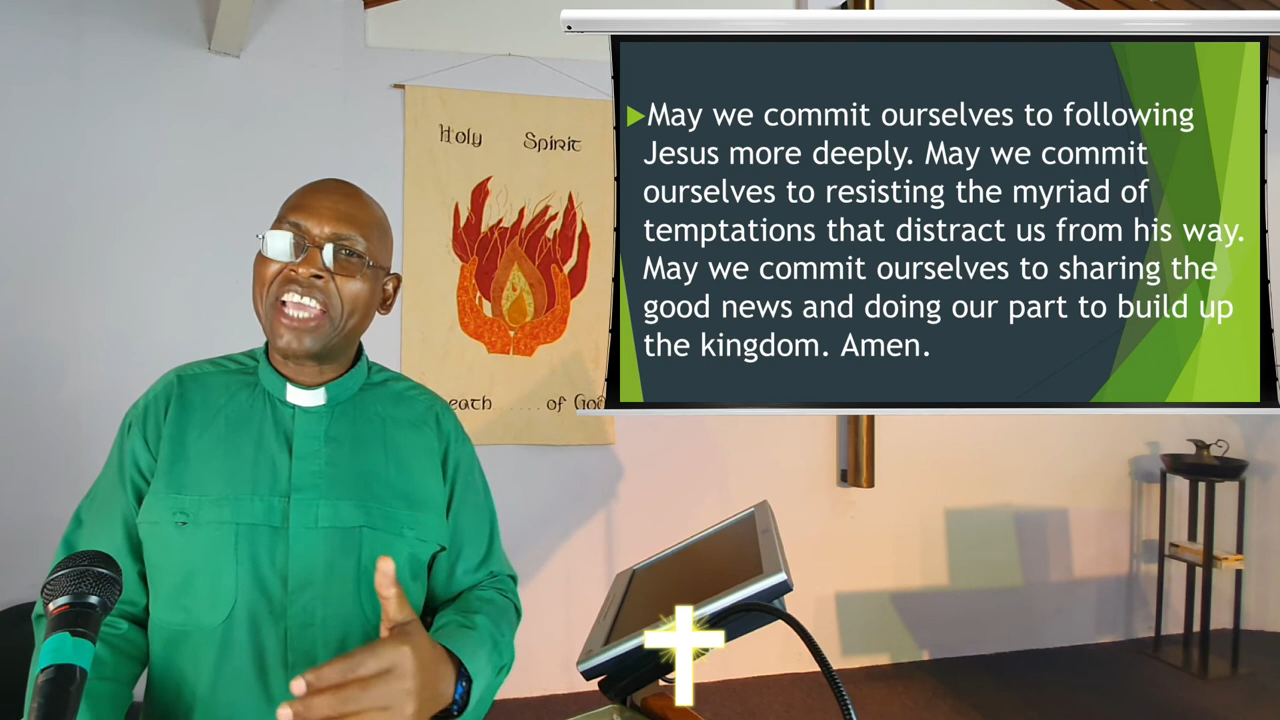 Holy Spirit
of God
May we commit ourselves to following
Jesus more deeply. May we commit
ourselves to resisting the myriad of
temptations that distract us from his way.
May we commit ourselves to sharing the
good news and doing our part to build up
the kingdom. Amen.